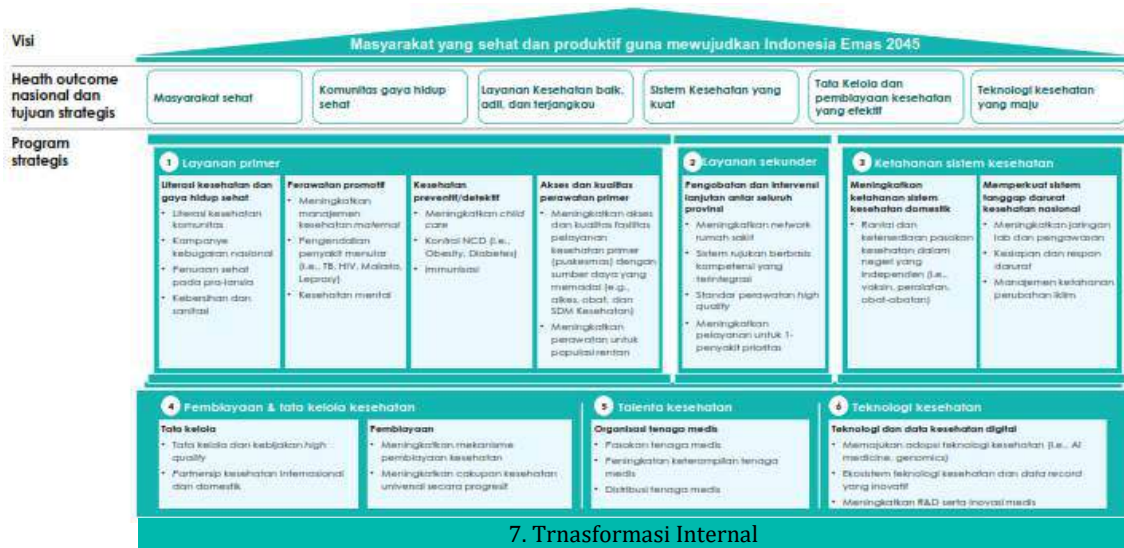 Visi
Masyarakat yang sehat dan produktif guna mewujudkan Indonesia Emas 2045
Heath outcome
nasional dan
tujuan strategis
Masyarakat sehat
Komunitas gaya hidup
sehat
Layanan Kesehatan baik,
adil, dan terjangkau
Sistem Kesehatan yang
kuat
Tata Kelola dan
pembiayaan kesehatan
yang efektif
Teknologi kesehatan
yang maju
Program
strategis
1 Layanan primer
Literasi kesehatan dan
gaya hidup sehat
• Literasi kesehatan
komunitas
• Kampanye
kebugaran nasional
• Penuaan sehat
pada pra-lansia
• Kebersihan dan
sanitasi
Perawatan promotif
• Meningkatkan
manajemen
kesehatan maternal
• Pengendalian
penyakit menular
(i.e., TB, HIV, Malaria,
Leprosy)
• Kesehatan mental
Kesehatan
preventif/detektif
• Meningkatkan child
care
• Kontrol NCD (i.e.,
Obesity, Diabetes)
• Immunisasi
Akses dan kualitas
perawatan primer
• Meningkatkan akses
dan kualitas fasilitas
pelayanan
kesehatan primer
(puskesmas) dengan
sumber daya yang
memadai (e.g.,
alkes, obat, dan
SDM Kesehatan)
• Meningkatkan
perawatan untuk
populasi rentan
2 Layanan sekunder
Pengobatan dan intervensi
lanjutan antar seluruh
provinsi
• Meningkatkan network
rumah sakit
• Sistem rujukan berbasis
kompetensi yang
terintegrasi
• Standar perawatan high
quality
• Meningkatkan
pelayanan untuk 1-
penyakit prioritas
3 Ketahanan sistem kesehatan
Meningkatkan
ketahanan sistem
kesehatan domestik
• Rantai dan
ketersediaan pasokan
kesehatan dalam
negeri yang
independen (i.e.,
vaksin, peralatan,
obat-obatan)
Memperkuat sistem
tanggap darurat
kesehatan nasional
• Meningkatkan jaringan
lab dan pengawasan
• Kesiapan dan respon
darurat
• Manajemen ketahanan
perubahan iklim
4 Pembiayaan & tata kelola kesehatan
Tata kelola
• Tata kelola dan kebijakan high
quality
• Partnersip kesehatan internasional
dan domestik
Pembiayaan
• Meningkatkan mekanisme
pembiayaan kesehatan
• Meningkatkan cakupan kesehatan
universal secara progresif
5 Talenta kesehatan
Organisasi tenaga medis
• Pasokan tenaga medis
• Peningkatan keterampilan tenaga
medis
• Distribusi tenaga medis
6 Teknologi kesehatan
Teknologi dan data kesehatan digital
• Memajukan adopsi teknologi kesehatan (i.e., AI
medicine, genomics)
• Ekosistem teknologi kesehatan dan data record
yang inovatif
• Meningkatkan R&D serta inovasi medis
7. Trnasformasi Internal